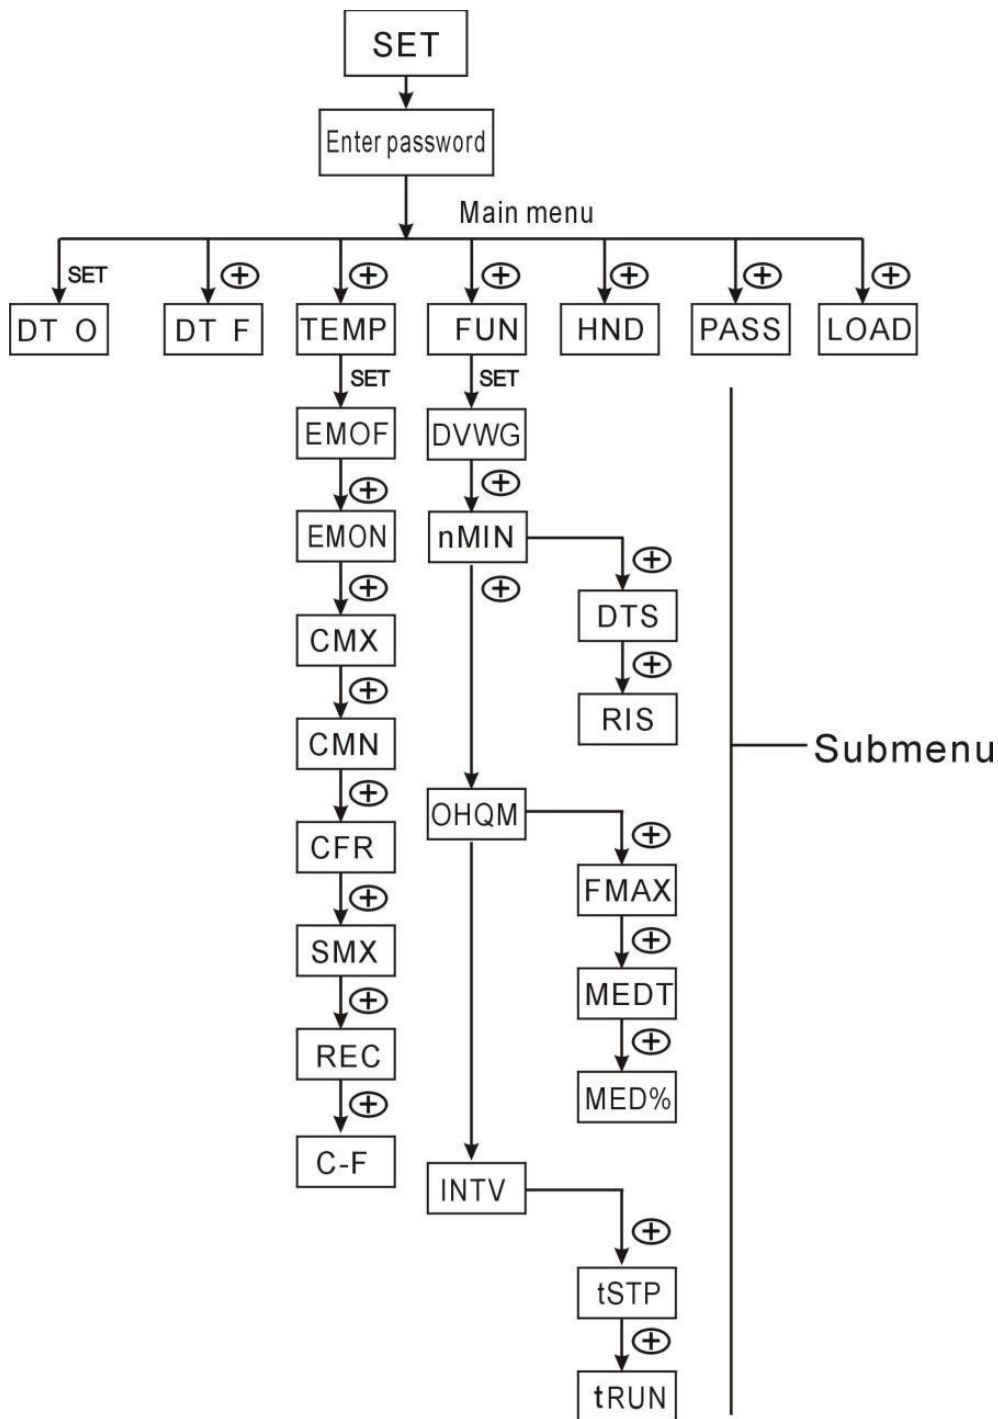 SET
Enter password
Main menu
SET
DT O
DT F
TEMP
FUN
HND
PASS
LOAD
SET
SET
EMOF
DVWG
EMON
nMIN
CMX
DTS
CMN
RIS
Submenu
OHQM
CFR
FMAX
SMX
MEDT
REC
MED%
C-F
INTV
tSTP
tRUN